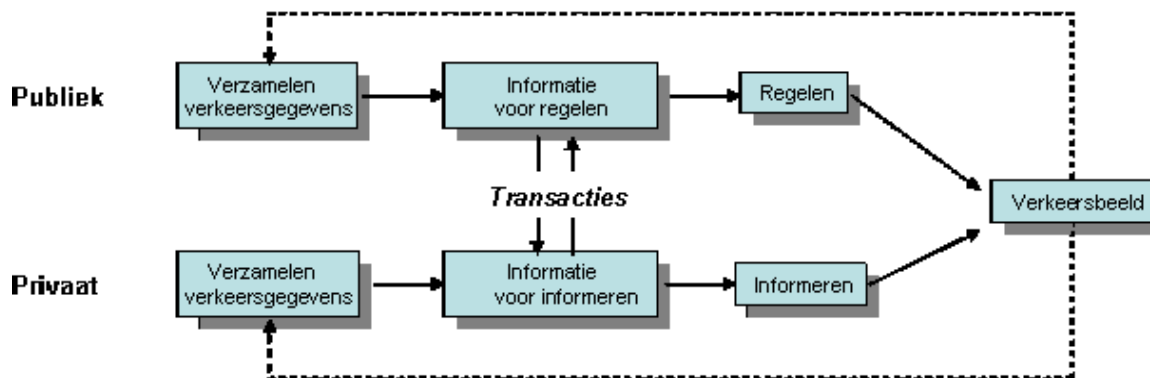 Publiek
Verzamelen
verkeersgegevens
Informatie
voor regelen
Regelen
Transacties
Verkeersbeeld
Privaat
Verzamelen
verkeersgegevens
Informatie
voor informeren
Informeren